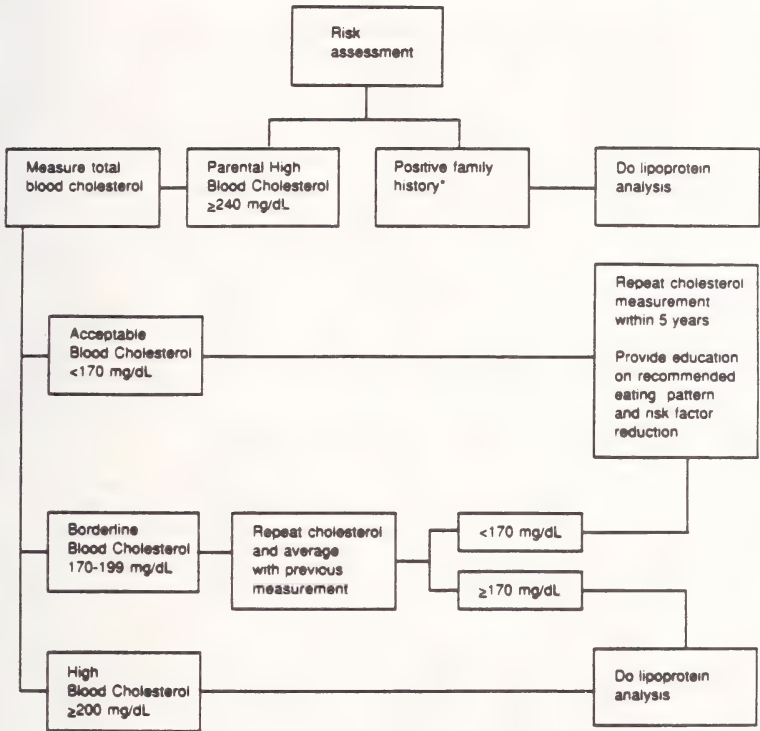 Risk
assessment
Measure total
blood cholesterol
Parental High
Blood Cholesterol
≥240 mg/dL
Positive family
history*
Do lipoprotein
analysis
Acceptable
Blood Cholesterol
<170 mg/dL
Repeat cholesterol
measurement
within 5 years
Provide education
on recommended
eating pattern
and risk factor
reduction
Borderline
Blood Cholesterol
170-199 mg/dL
Repeat cholesterol
and average
with previous
measurement
<170 mg/dL
≥170 mg/dL
High
Blood Cholesterol
≥200 mg/dL
Do lipoprotein
analysis